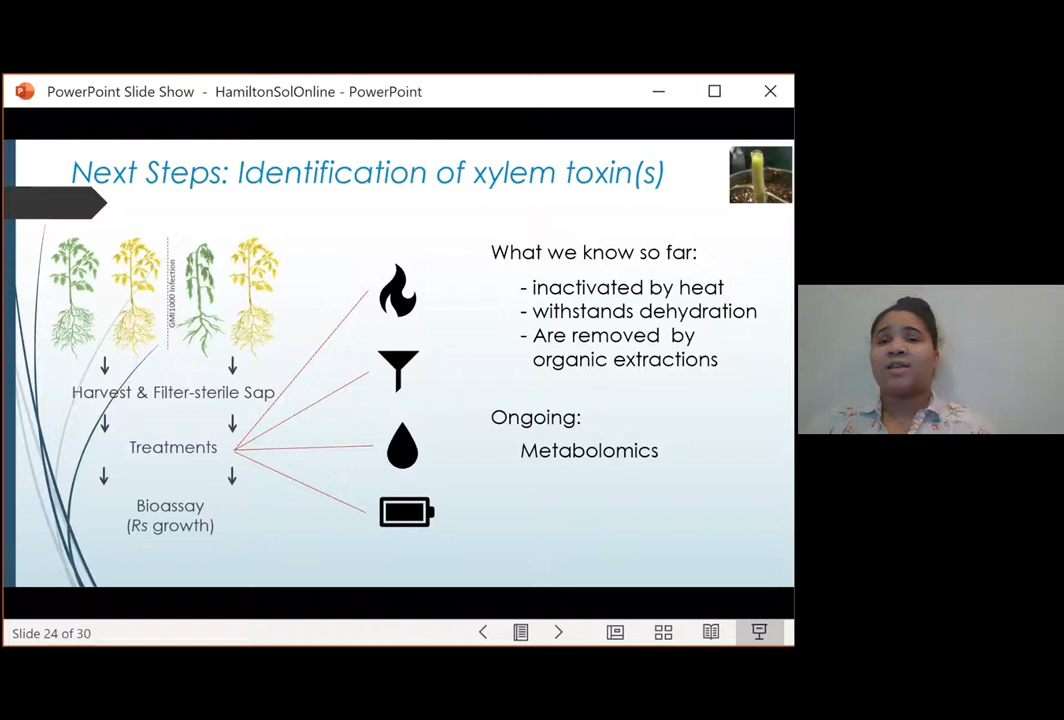 PowerPoint Slide Show - HamiltonSolOnline - PowerPoint
Next Steps: Identification of xylem toxin(s)
GMI1000 Infection
Harvest & Filter-sterile Sap
Treatments
Bioassay
(Rs growth)
What we know so far:
- inactivated by heat
- withstands dehydration
- Are removed by
organic extractions
Ongoing:
Metabolomics
Slide 24 of 30